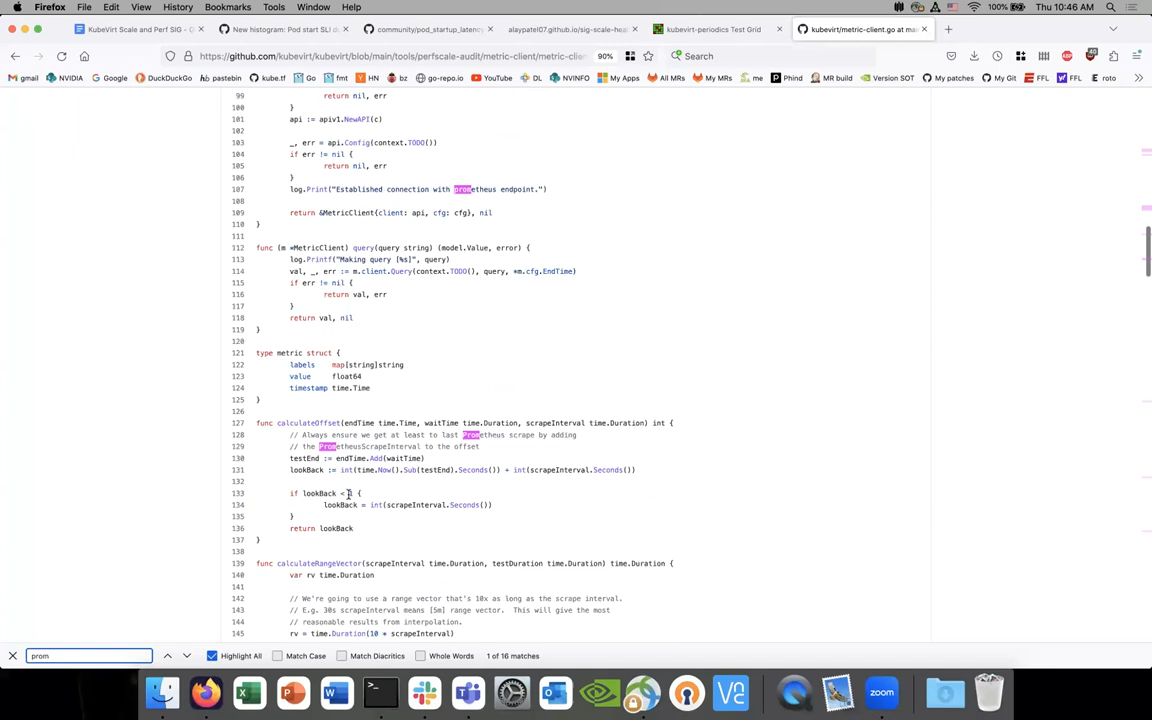 Firefox File Edit View History Bookmarks Tools Window Help 100% Thu 10:46 AM
KubeVirt Scale and Perf SIG - G
New histogram: Pod start SLI d
community/pod_startup_latency
alaypatel07.github.io/sig-scale-hea
kubevirt-periodics Test Grid
kubevirt/metric-client.go at mai
https://github.com/kubevirt/kubevirt/blob/main/tools/perfscale-audit/metric-client/metric-clien 90% Search
gmail NVIDIA DuckDuckGo pastebin kube.tf Go fmt HN bz go-repo.io YouTube DL NVINFO My Apps All MRs My MRs me Phind MR build Version SOT My patches My Git FFL FFL roto
99 return nil, err
100 }
101 api := apiv1.NewAPI(c)
102
103 _, err = api.Config(context.TODO())
104 if err != nil {
105 return nil, err
106 }
107 log.Print("Established connection with prometheus endpoint.")
108
109 return &MetricClient{client: api, cfg: cfg}, nil
110 }
111
112 func (m *MetricClient) query(query string) (model.Value, error) {
113 log.Printf("Making query [%s]", query)
114 val, _, err := m.client.Query(context.TODO(), query, *m.cfg.EndTime)
115 if err != nil {
116 return val, err
117 }
118 return val, nil
119 }
120
121 type metric struct {
122 labels map[string]string
123 value float64
124 timestamp time.Time
125 }
126
127 func calculateOffset(endTime time.Time, waitTime time.Duration, scrapeInterval time.Duration) int {
128 // Always ensure we get at least to last Prometheus scrape by adding
129 // the PrometheusScrapeInterval to the offset
130 testEnd := endTime.Add(waitTime)
131 lookBack := int(time.Now().Sub(testEnd).Seconds()) + int(scrapeInterval.Seconds())
132
133 if lookBack < {
134 lookBack = int(scrapeInterval.Seconds())
135 }
136 return lookBack
137 }
138
139 func calculateRangeVector(scrapeInterval time.Duration, testDuration time.Duration) time.Duration {
140 var rv time.Duration
141
142 // We're going to use a range vector that's 10x as long as the scrape interval.
143 // E.g. 30s scrapeInterval means [5m] range vector. This will give the most
144 // reasonable results from interpolation.
145 rv = time.Duration(10 * scrapeInterval)
prom Highlight All Match Case Match Diacritics Whole Words 1 of 16 matches
zoom